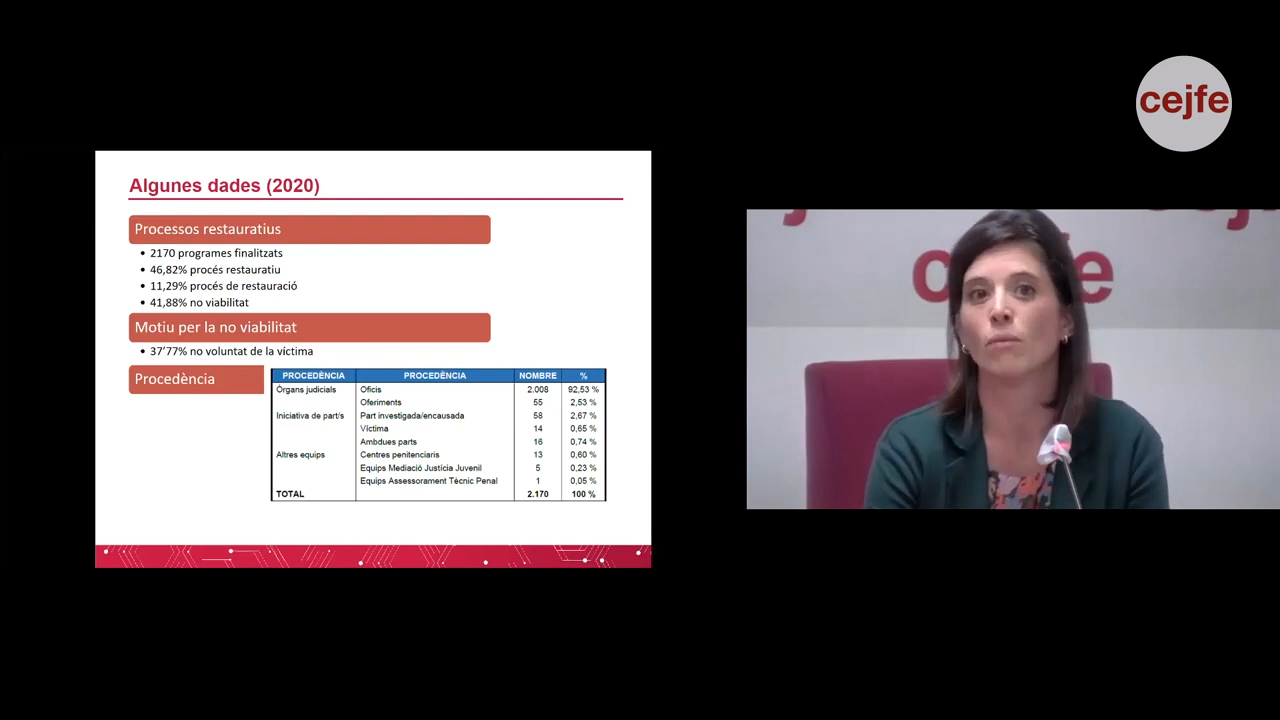 cejfe
Algunes dades (2020)
Processos restauratius
• 2170 programes finalitzats
• 46,82% procés restauratiu
• 11,29% procés de restauració
• 41,88% no viabilitat
Motiu per la no viabilitat
• 37'77% no voluntat de la víctima
Procedència
PROCEDÈNCIA PROCEDÈNCIA NOMBRE %
Òrgans judicials Oficis 2.008 92,53 %
Oferiments 55 2,53 %
Iniciativa de part/s Part investigada/encausada 58 2,67 %
Víctima 14 0,65 %
Ambdues parts 16 0,74 %
Altres equips Centres penitenciaris 13 0,60 %
Equips Mediació Justícia Juvenil 5 0,23 %
Equips Assessorament Tècnic Penal 1 0,05 %
TOTAL 2.170 100 %